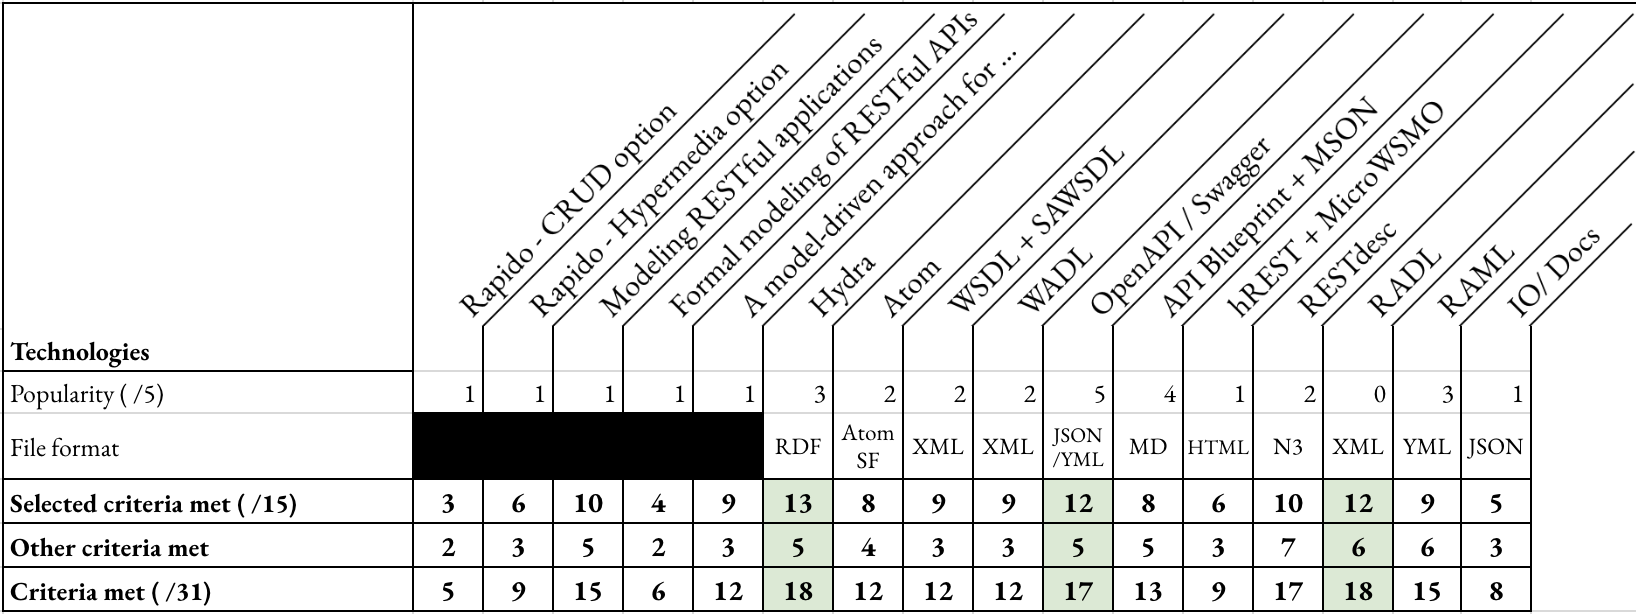 Rapido - CRUD option
Rapido - Hypermedia option
Modeling RESTful applications
Formal modeling of RESTful APIs
A model-driven approach for ...
Hydra
Atom
WSDL + SAWSDL
WADL
OpenAPI / Swagger
API Blueprint + MSON
hREST + MicroWSMO
RESTdesc
RADL
RAML
IO/ Docs
Technologies
Popularity ( /5) 1 1 1 1 1 3 2 2 2 5 4 1 2 0 3 1
File format RDF Atom SF XML XML JSON /YML MD HTML N3 XML YML JSON
Selected criteria met ( /15) 3 6 10 4 9 13 8 9 9 12 8 6 10 12 9 5
Other criteria met 2 3 5 2 3 5 4 3 3 5 5 3 7 6 6 3
Criteria met ( /31) 5 9 15 6 12 18 12 12 12 17 13 9 17 18 15 8